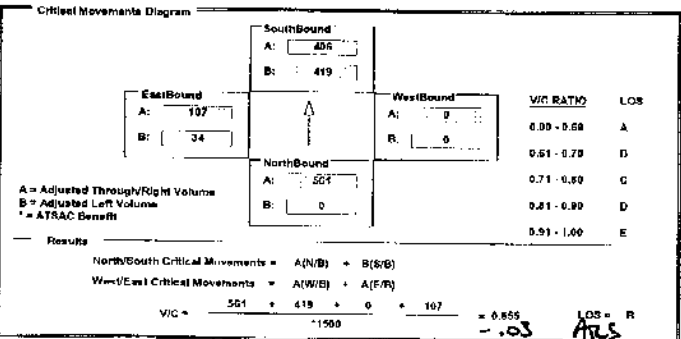 Critical Movements Diagram
SouthBound
A: 406
B: 419
EastBound
A: 107
B: 34
WestBound
A: 0
B: 0
NorthBound
A: 561
B: 0
V/C RATIO LOS
0.00 - 0.60 A
0.61 - 0.70 B
0.71 - 0.80 C
0.81 - 0.90 D
0.91 - 1.00 E
A = Adjusted Through/Right Volume
B = Adjusted Left Volume
* = ATSAC Benefit
Results
North/South Critical Movements = A(N/B) + B(S/B)
West/East Critical Movements = A(W/B) + A(E/B)
V/C = 561 + 419 + 0 + 107 = 0.655 LOS = B
*1500
- .03